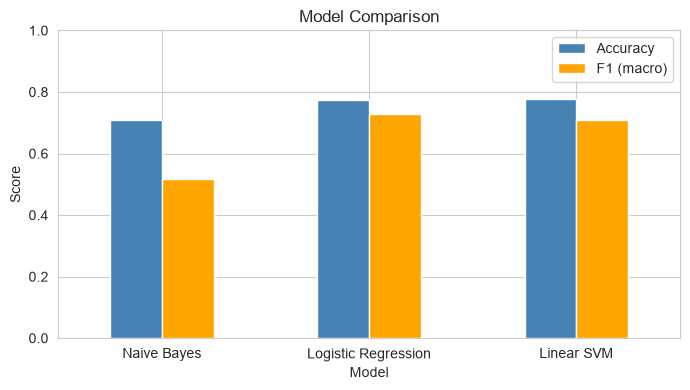 Model Comparison
Accuracy
F1 (macro)
Score
1.0
0.8
0.6
0.4
0.2
0.0
Naive Bayes
Logistic Regression
Linear SVM
Model